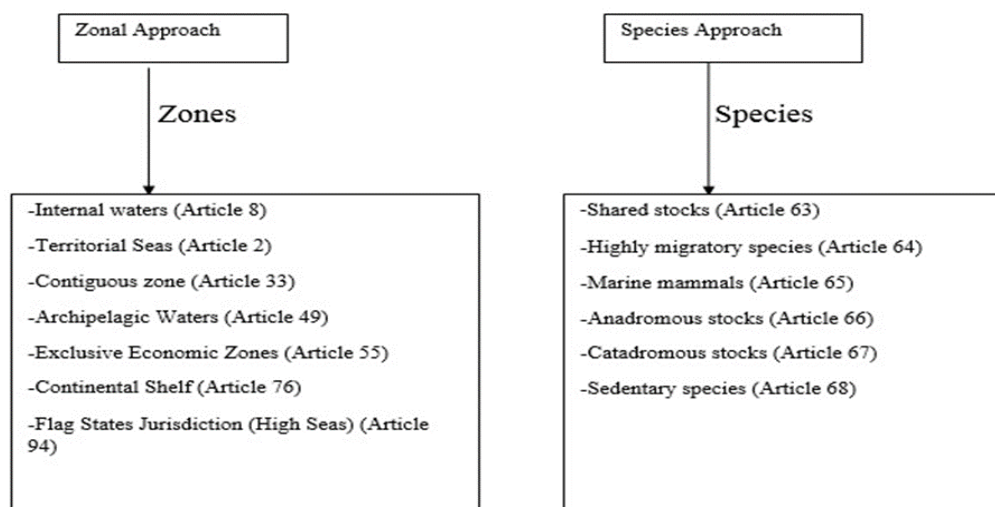 Zonal Approach
Zones
-Internal waters (Article 8)
-Territorial Seas (Article 2)
-Contiguous zone (Article 33)
-Archipelagic Waters (Article 49)
-Exclusive Economic Zones (Article 55)
-Continental Shelf (Article 76)
-Flag States Jurisdiction (High Seas) (Article
94)
Species Approach
Species
-Shared stocks (Article 63)
-Highly migratory species (Article 64)
-Marine mammals (Article 65)
-Anadromous stocks (Article 66)
-Catadromous stocks (Article 67)
-Sedentary species (Article 68)